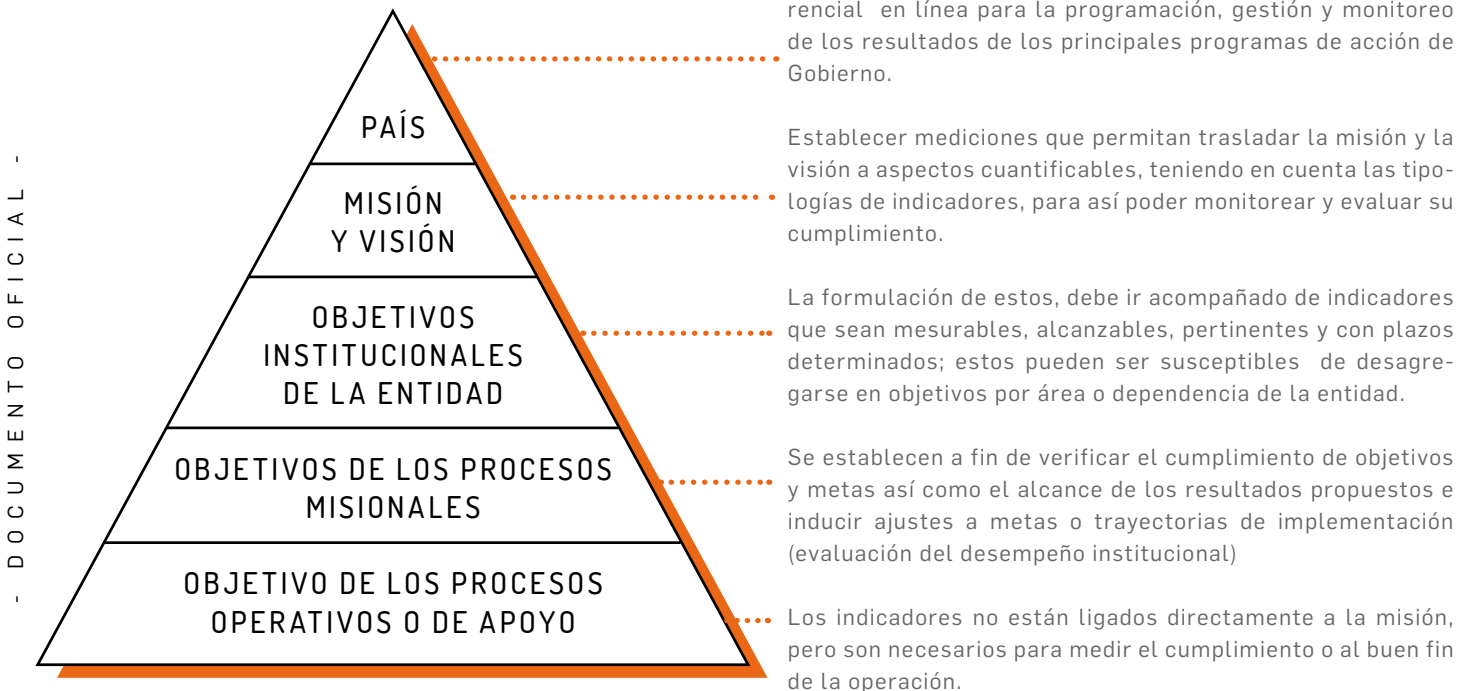 rencial en línea para la programación, gestión y monitoreo
de los resultados de los principales programas de acción de
Gobierno.
PAÍS
Establecer mediciones que permitan trasladar la misión y la
visión a aspectos cuantificables, teniendo en cuenta las tipo-
logías de indicadores, para así poder monitorear y evaluar su
cumplimiento.
MISIÓN
Y VISIÓN
La formulación de estos, debe ir acompañado de indicadores
que sean mesurables, alcanzables, pertinentes y con plazos
determinados; estos pueden ser susceptibles de desagre-
garse en objetivos por área o dependencia de la entidad.
OBJETIVOS
INSTITUCIONALES
DE LA ENTIDAD
Se establecen a fin de verificar el cumplimiento de objetivos
y metas así como el alcance de los resultados propuestos e
inducir ajustes a metas o trayectorias de implementación
(evaluación del desempeño institucional)
OBJETIVOS DE LOS PROCESOS
MISIONALES
Los indicadores no están ligados directamente a la misión,
pero son necesarios para medir el cumplimiento o al buen fin
de la operación.
OBJETIVO DE LOS PROCESOS
OPERATIVOS O DE APOYO
- DOCUMENTO OFICIAL -